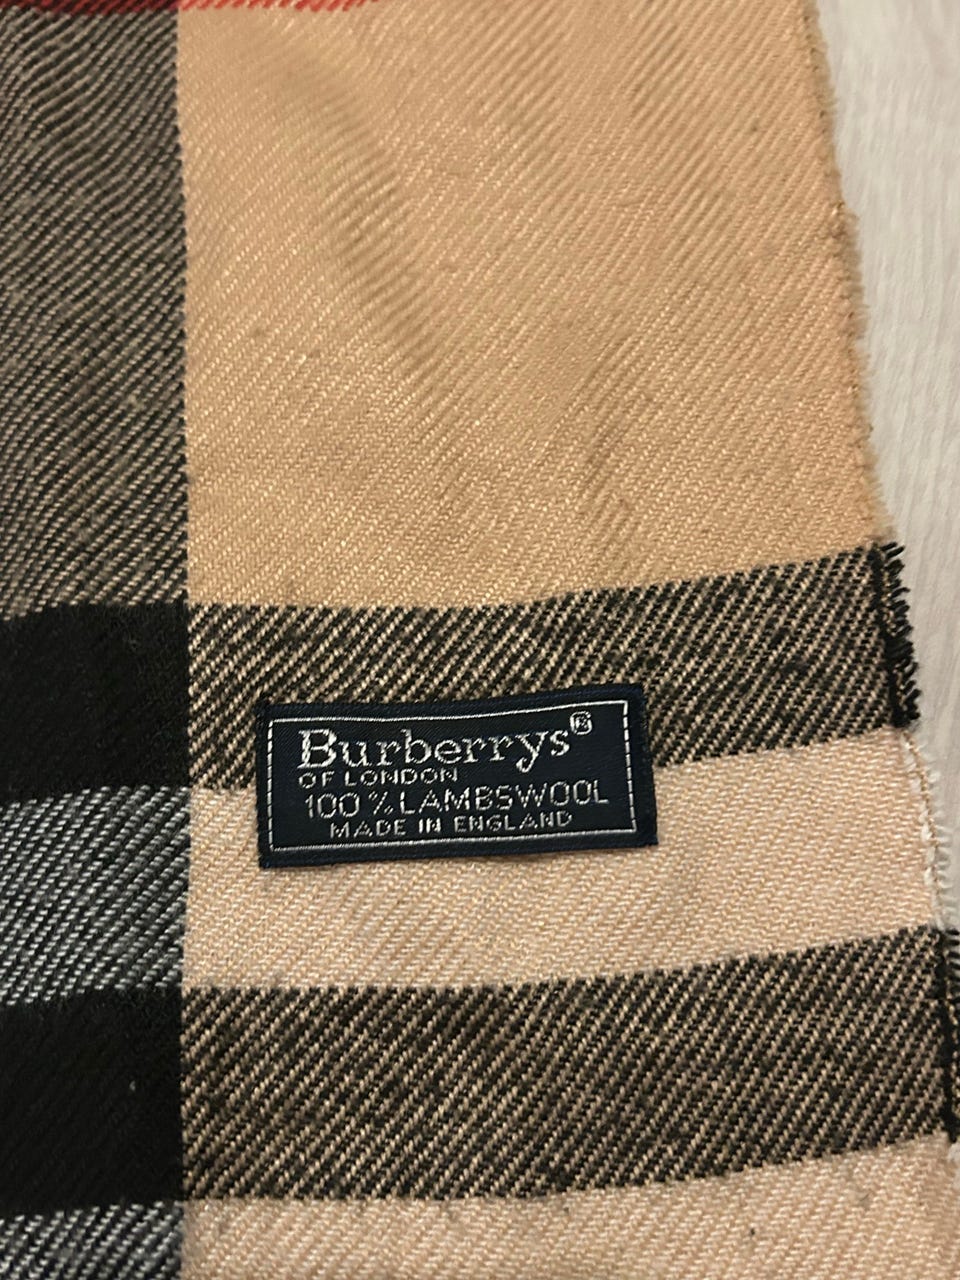 Burberrys®
OF LONDON
100% LAMBSWOOL
MADE IN ENGLAND